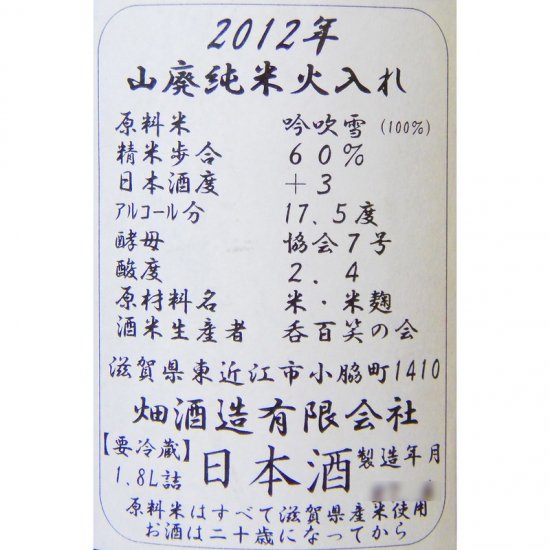 2012年
山廃純米火入れ
原料米 吟吹雪 (100%)
精米歩合 60%
日本酒度 +3
アルコール分 17.5度
酵母 協会7号
酸度 2.4
原材料名 米・米麹
酒米生産者 呑百笑の会
滋賀県東近江市小脇町1410
畑酒造有限会社
【要冷蔵】
1.8L詰
日本酒 製造年月
原料米はすべて滋賀県産米使用
お酒は二十歳になってから